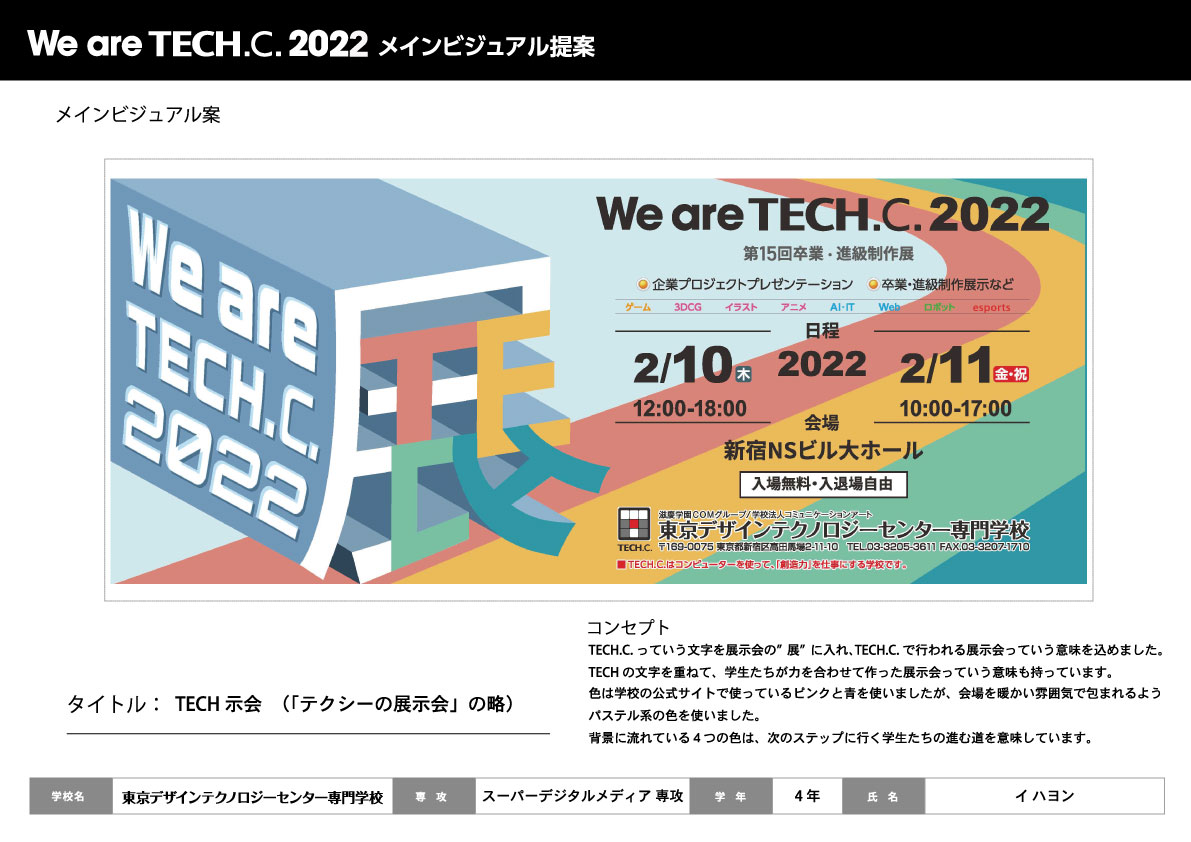 We are TECH.C. 2022 メインビジュアル提案
メインビジュアル案
We are
TECH.C.
2022
TECH
We are TECH.C. 2022
第15回卒業・進級制作展
企業プロジェクトプレゼンテーション 卒業・進級制作展示など
ゲーム 3DCG イラスト アニメ AI・IT Web ロボット esports
日程
2/10 木 2022 2/11 金・祝
12:00-18:00 10:00-17:00
会場
新宿NSビル大ホール
入場無料・入退場自由
滋慶学園COMグループ/学校法人コミュニケーションアート
東京デザインテクノロジーセンター専門学校
TECH.C. 〒169-0075 東京都新宿区高田馬場2-11-10 TEL.03-3205-3611 FAX.03-3207-1710
■TECH.C.はコンピューターを使って、「創造力」を仕事にする学校です。
コンセプト
TECH.C. っていう文字を展示会の” 展” に入れ、TECH.C. で行われる展示会っていう意味を込めました。
TECH の文字を重ねて、学生たちが力を合わせて作った展示会っていう意味も持っています。
色は学校の公式サイトで使っているピンクと青を使いましたが、会場を暖かい雰囲気で包まれるよう
パステル系の色を使いました。
背景に流れている４つの色は、次のステップに行く学生たちの進む道を意味しています。
タイトル： TECH 示会 （「テクシーの展示会」の略）
学校名 東京デザインテクノロジーセンター専門学校 専 攻 スーパーデジタルメディア 専攻 学 年 4 年 氏 名 イ ハヨン